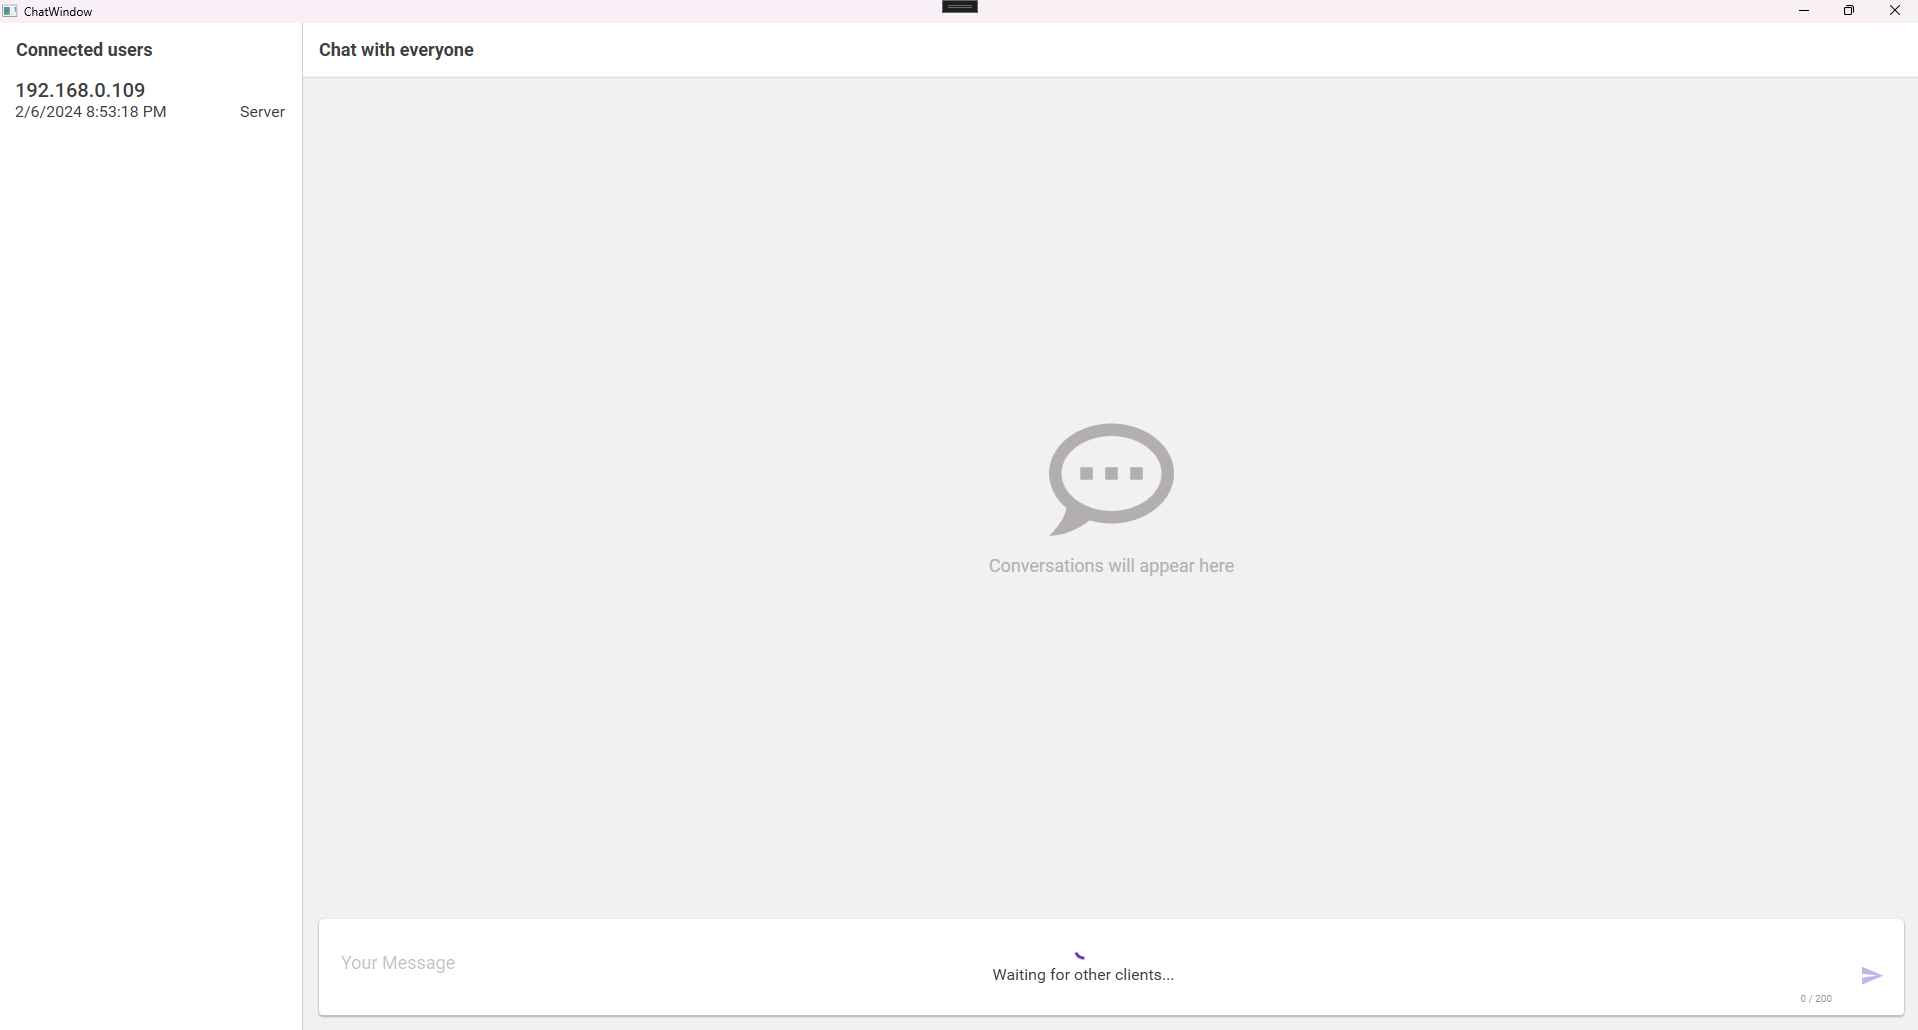 ChatWindow
Connected users
192.168.0.109
2/6/2024 8:53:18 PM Server
Chat with everyone
Conversations will appear here
Your Message
Waiting for other clients...
0 / 200